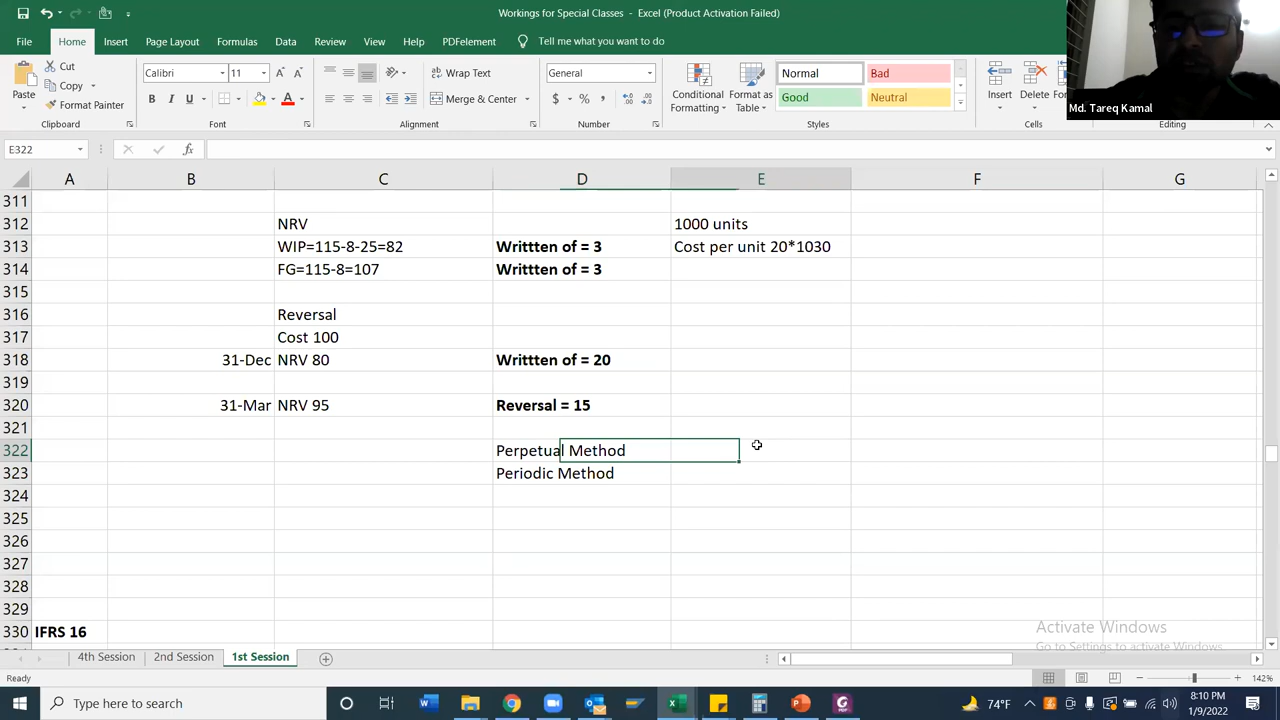 Workings for Special Classes - Excel (Product Activation Failed)
File Home Insert Page Layout Formulas Data Review View Help PDFelement Tell me what you want to do
Paste
Cut
Copy
Format Painter
Clipboard
Calibri 11
B I U
Font
Wrap Text
Merge & Center
Alignment
General
Number
Conditional Formatting
Format as Table
Normal Bad
Good Neutral
Styles
Insert Delete
Cells
Editing
Md. Tareq Kamal
E322
A B C D E F G
311
312 NRV 1000 units
313 WIP=115-8-25=82 Writtten of = 3 Cost per unit 20*1030
314 FG=115-8=107 Writtten of = 3
315
316 Reversal
317 Cost 100
318 31-Dec NRV 80 Writtten of = 20
319
320 31-Mar NRV 95 Reversal = 15
321
322 Perpetual Method
323 Periodic Method
324
325
326
327
328
329
330 IFRS 16
Activate Windows
Go to Settings to activate Windows.
4th Session 2nd Session 1st Session
Ready
142%
Type here to search
74°F
8:10 PM
1/9/2022